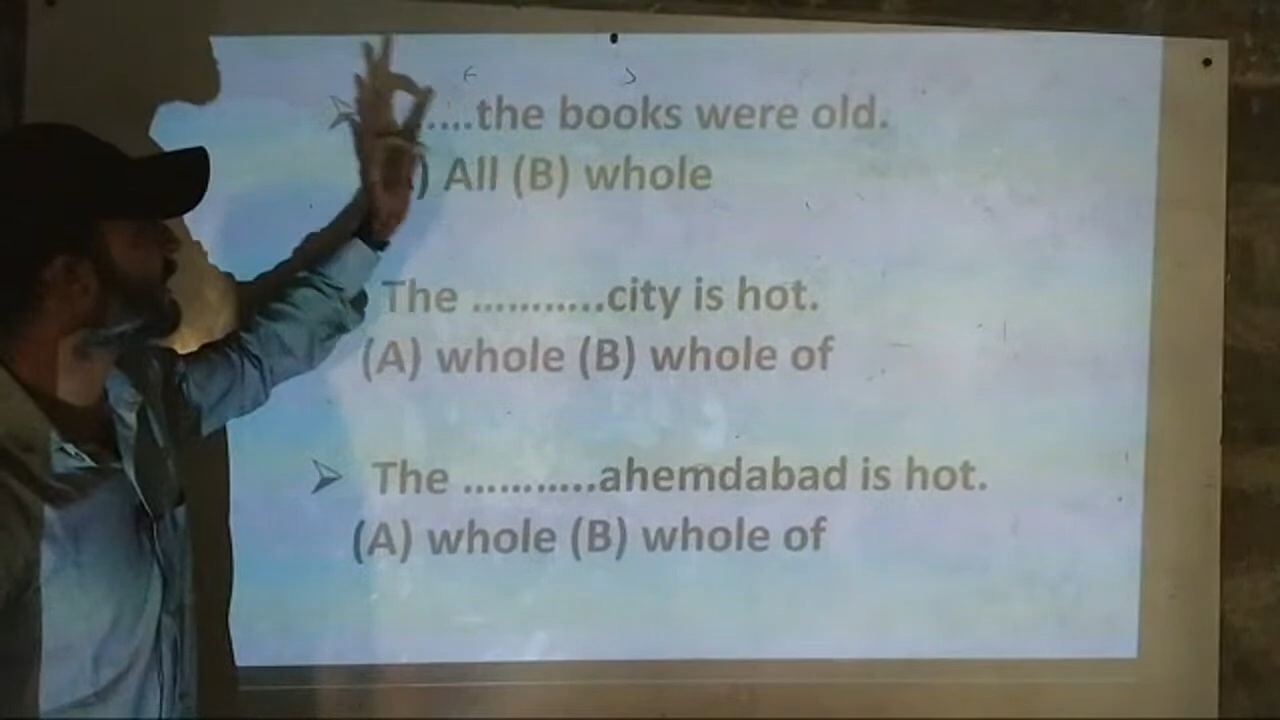 ....the books were old.
) All (B) whole
The ...........city is hot.
(A) whole (B) whole of
➢ The ...........ahemdabad is hot.
(A) whole (B) whole of